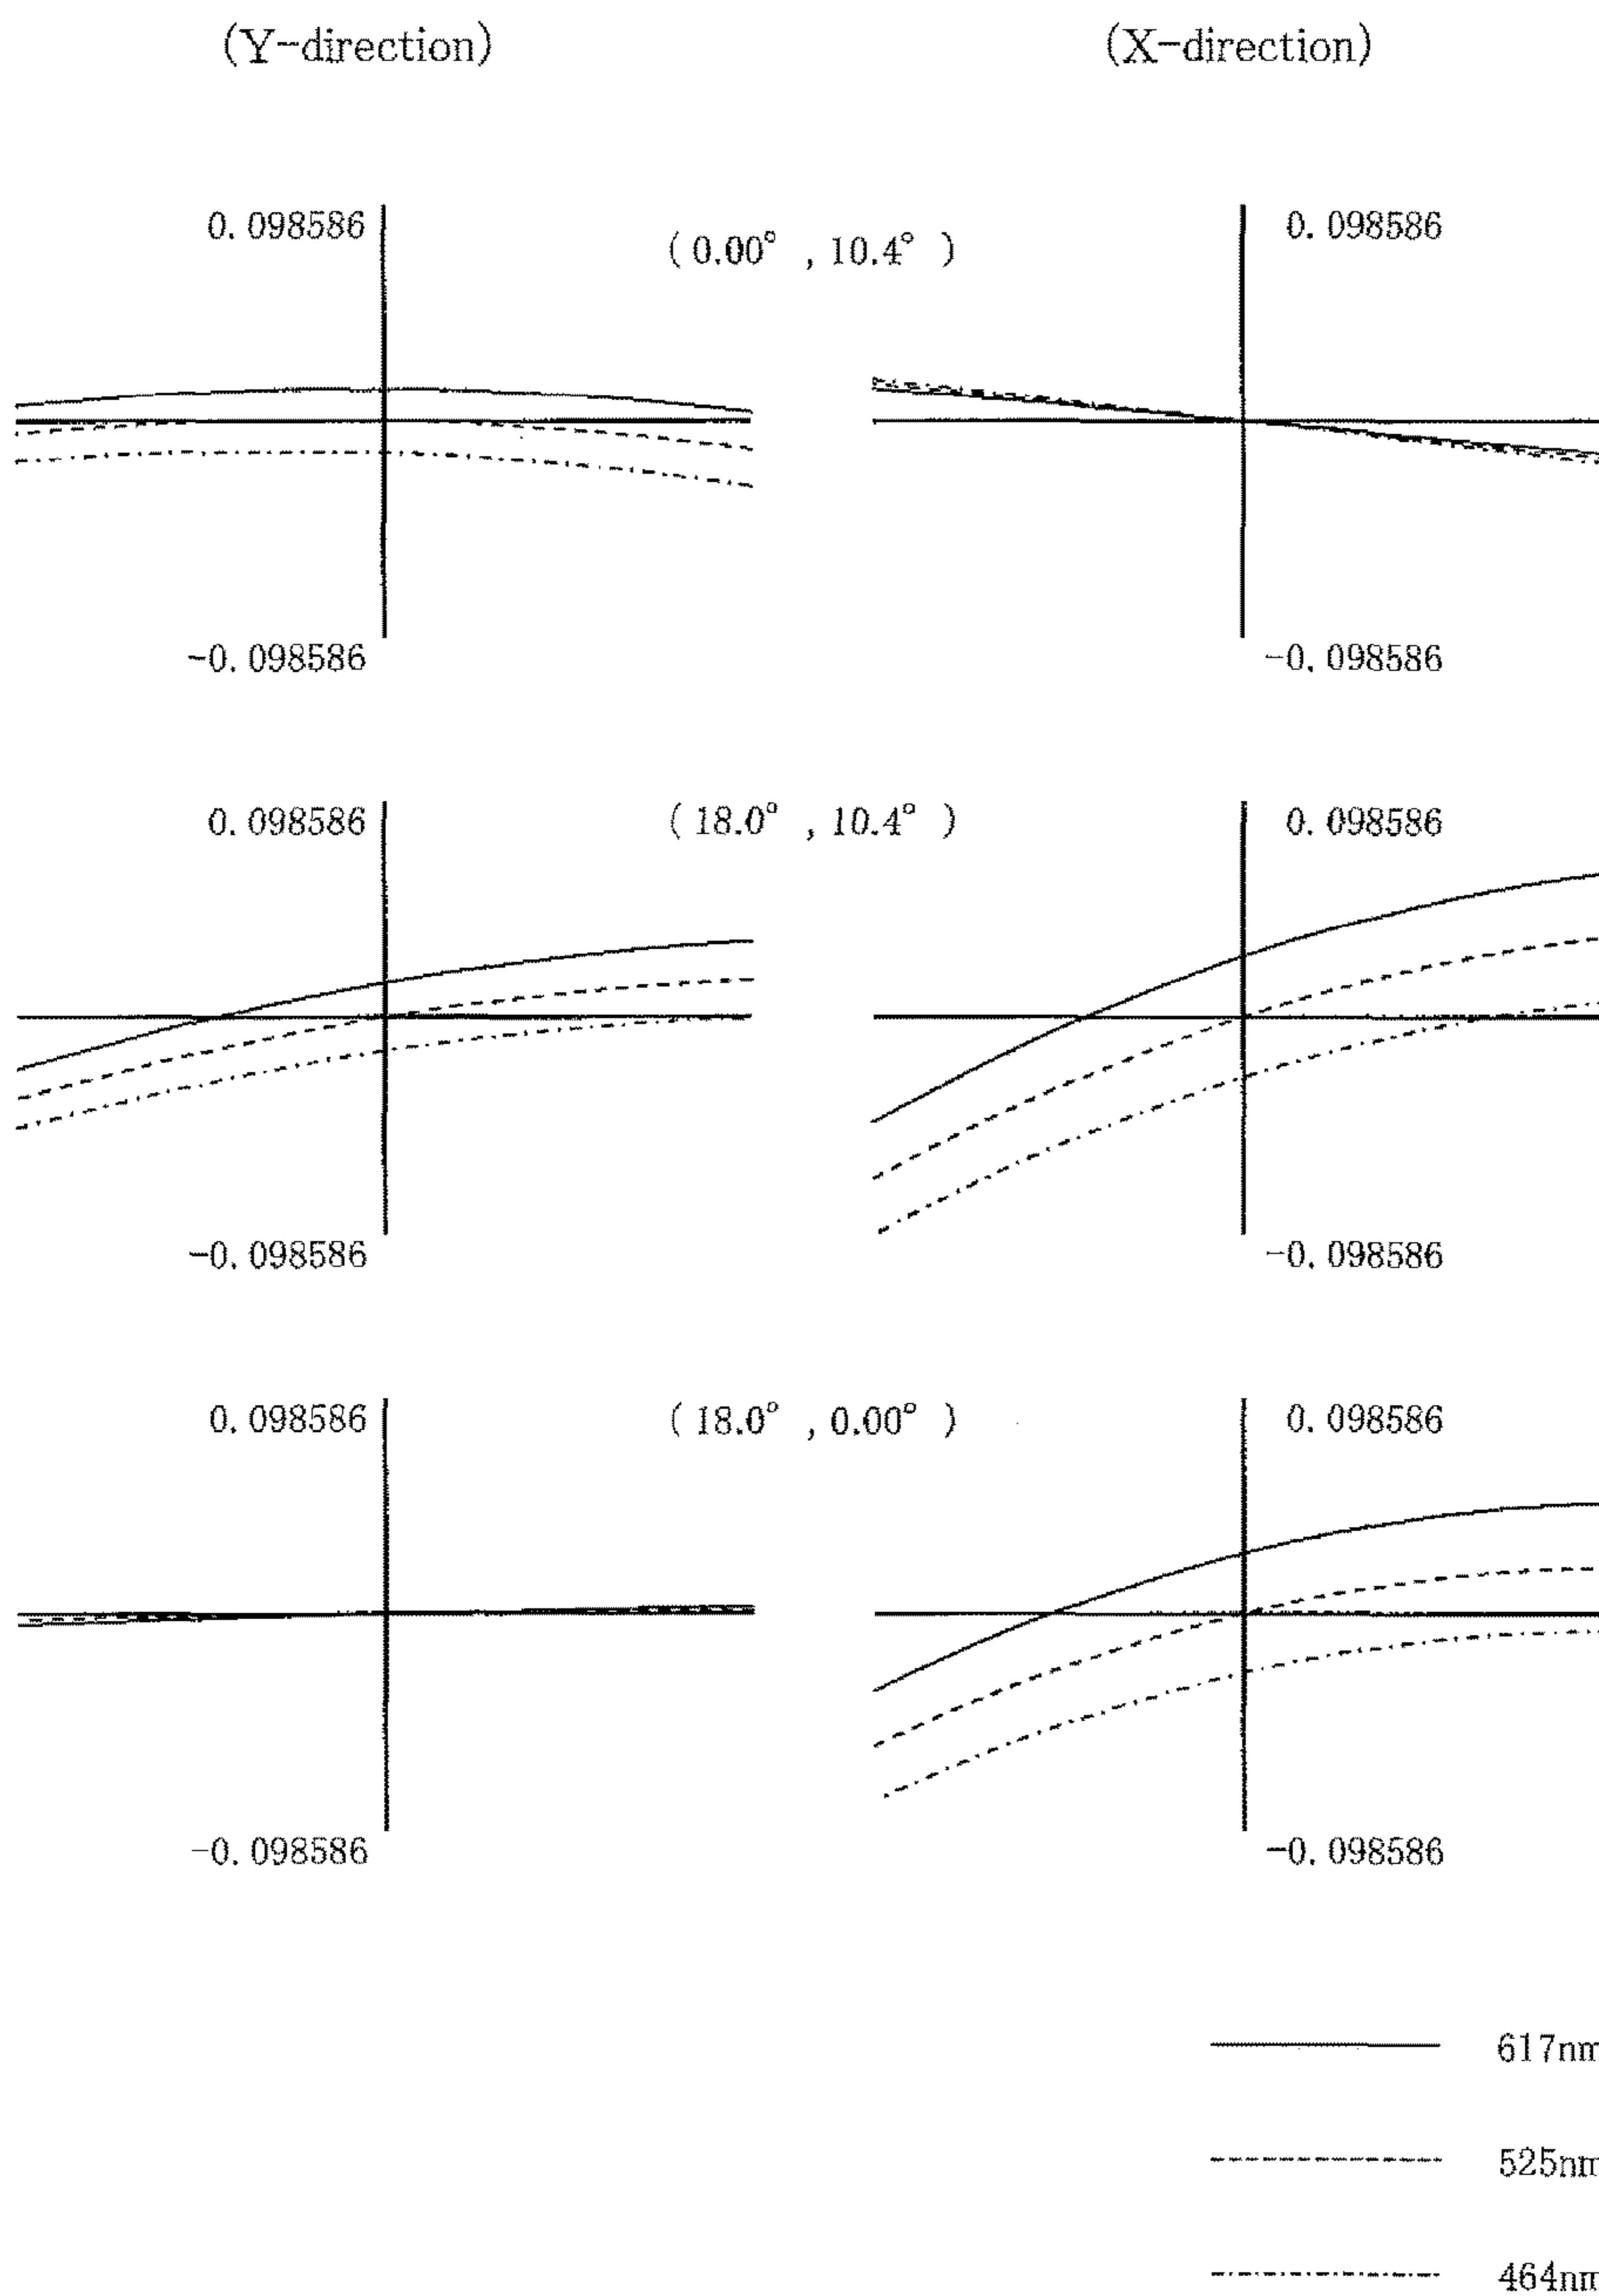 (Y-direction) (X-direction)
0.098586 (0.00°, 10.4°) 0.098586
-0.098586 -0.098586
0.098586 (18.0°, 10.4°) 0.098586
-0.098586 -0.098586
0.098586 (18.0°, 0.00°) 0.098586
-0.098586 -0.098586
617nm
525nm
464nm